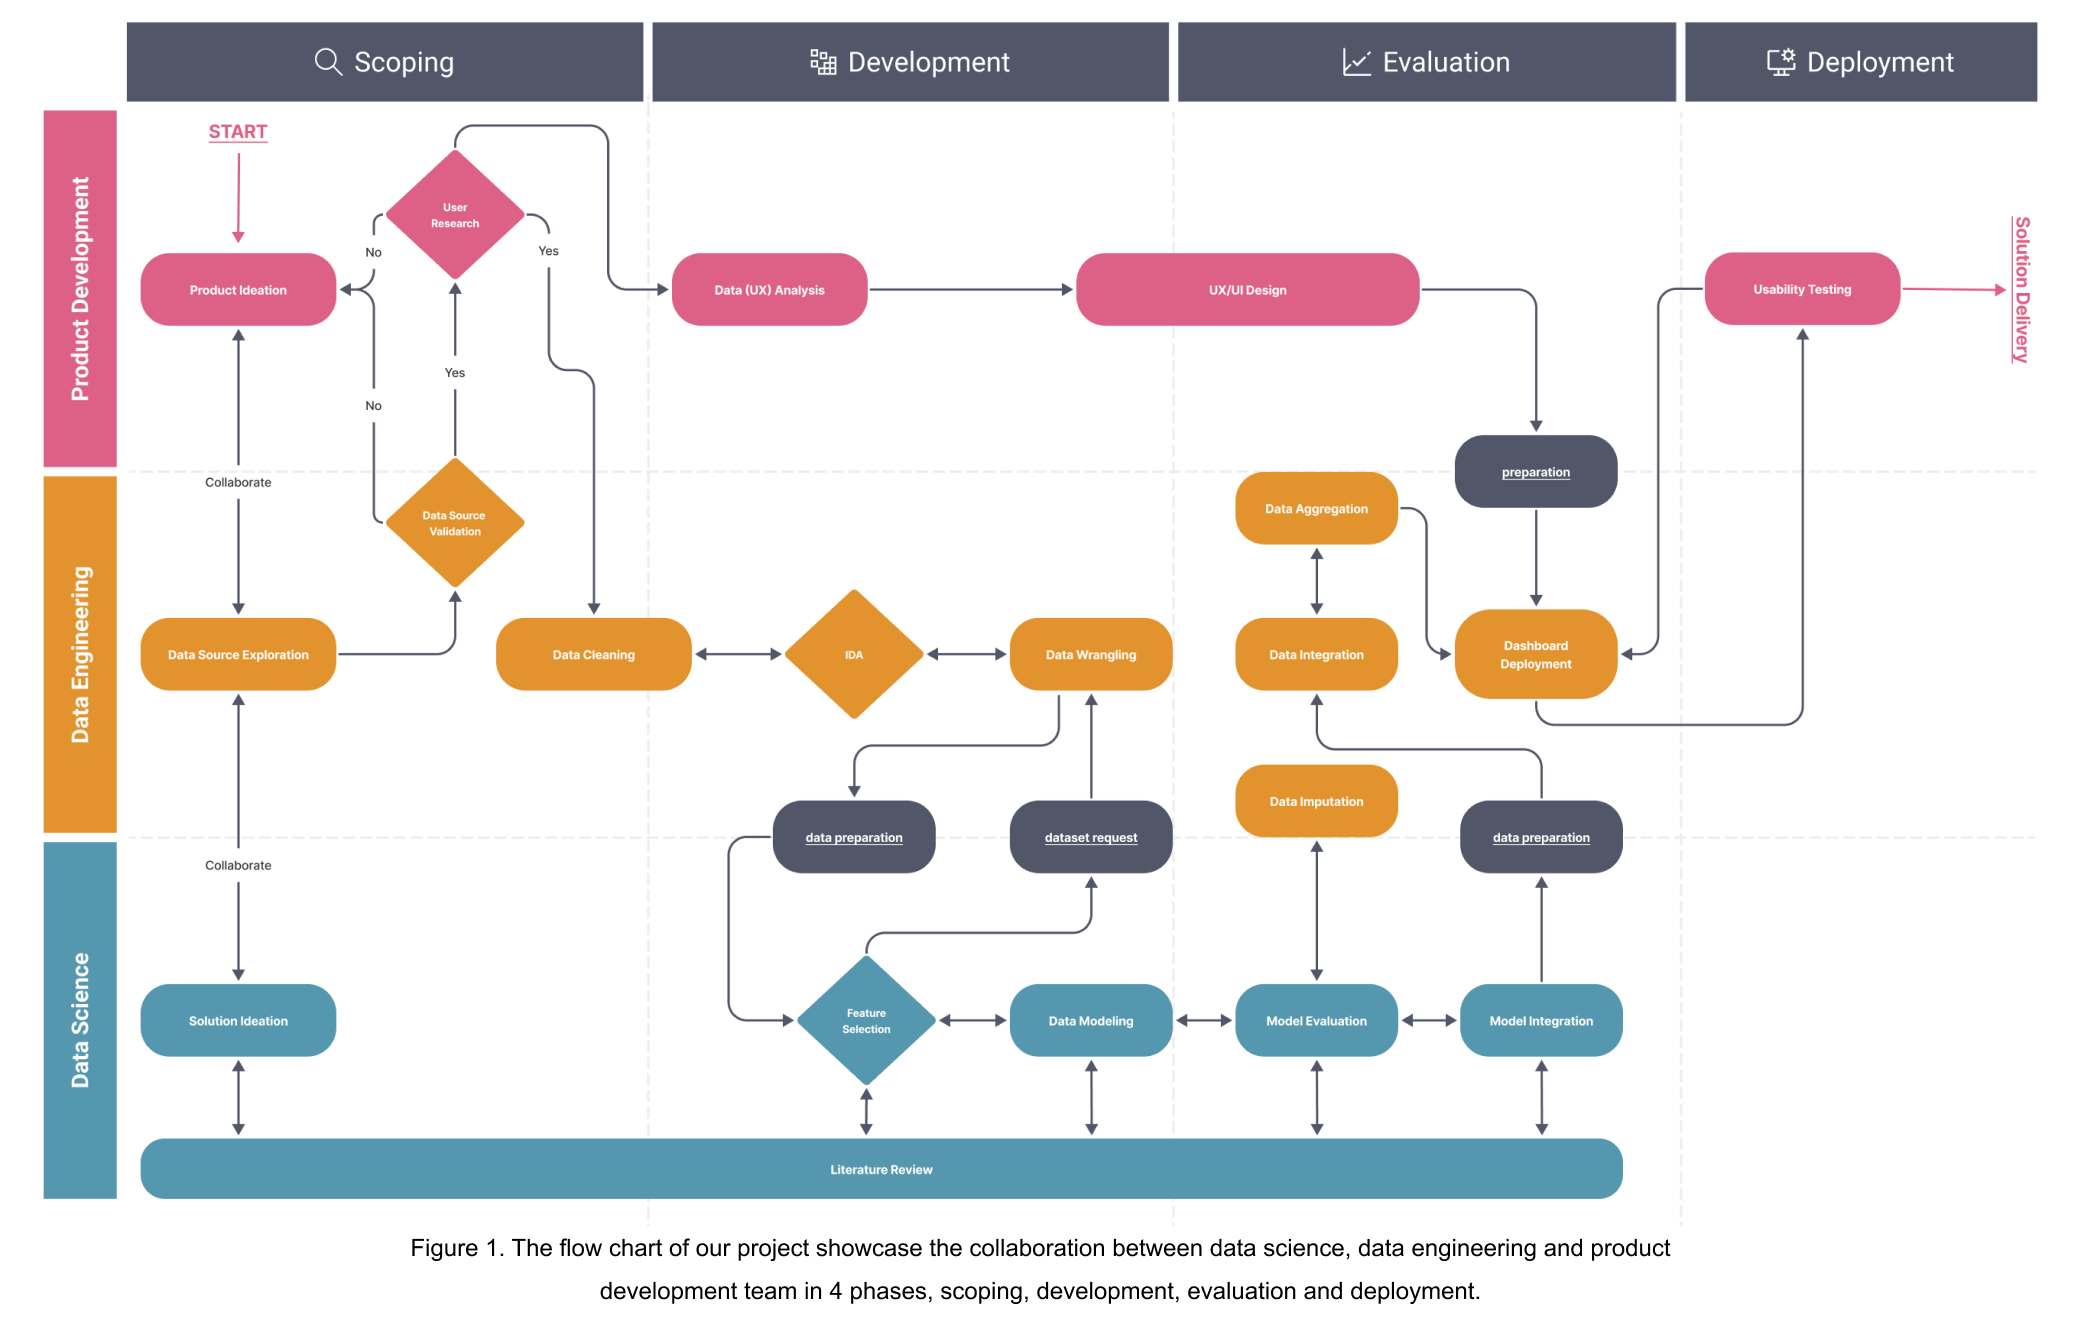 Scoping
Development
Evaluation
Deployment
Product Development
START
User
Research
No
Yes
Product Ideation
Data (UX) Analysis
UX/UI Design
Usability Testing
Solution Delivery
Yes
No
preparation
Data Engineering
Collaborate
Data Source
Validation
Data Aggregation
Data Source Exploration
Data Cleaning
IDA
Data Wrangling
Data Integration
Dashboard
Deployment
Data Imputation
data preparation
dataset request
data preparation
Data Science
Collaborate
Solution Ideation
Feature
Selection
Data Modeling
Model Evaluation
Model Integration
Literature Review
Figure 1. The flow chart of our project showcase the collaboration between data science, data engineering and product
development team in 4 phases, scoping, development, evaluation and deployment.